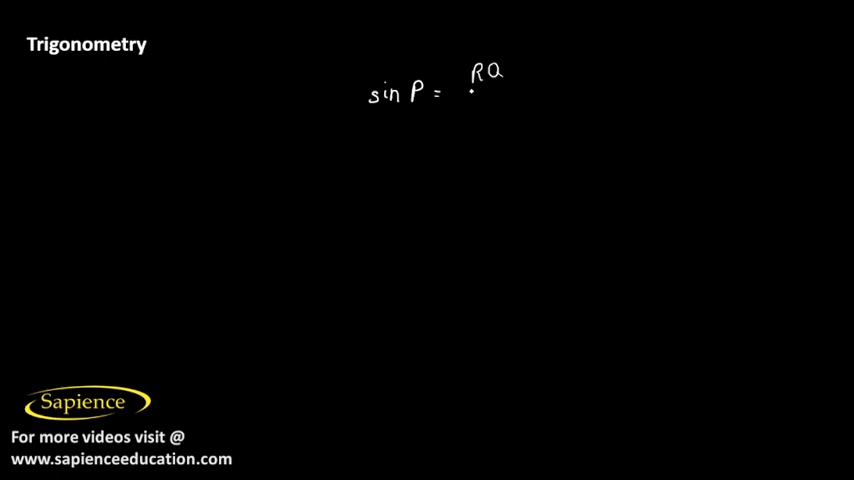 Trigonometry
sin P = RQ
Sapience
For more videos visit @
www.sapienceeducation.com